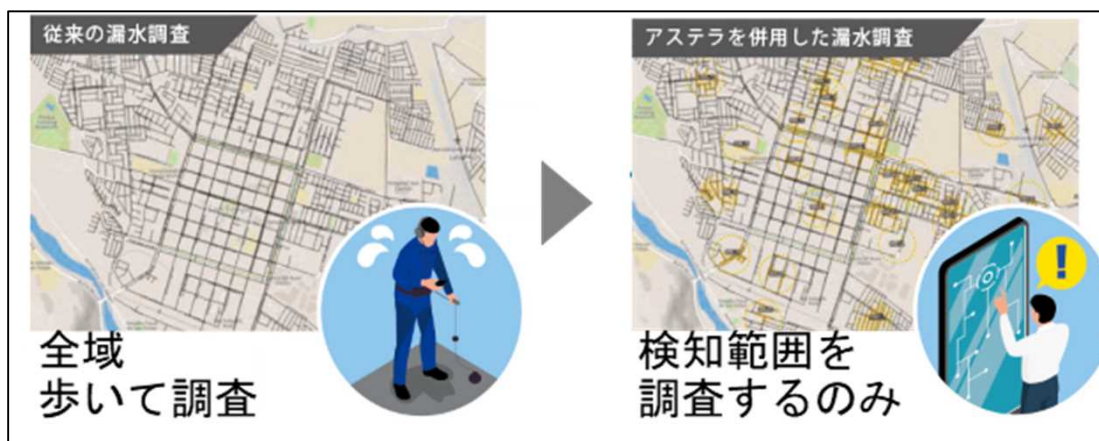 従来の漏水調査
アステラを併用した漏水調査
全域
歩いて調査
検知範囲を
調査するのみ
!